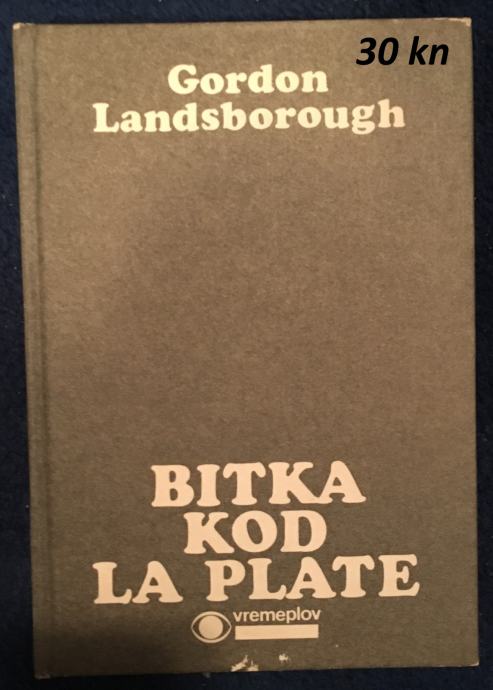 30 kn
Gordon
Landsborough
BITKA
KOD
LA PLATE
vremeplov